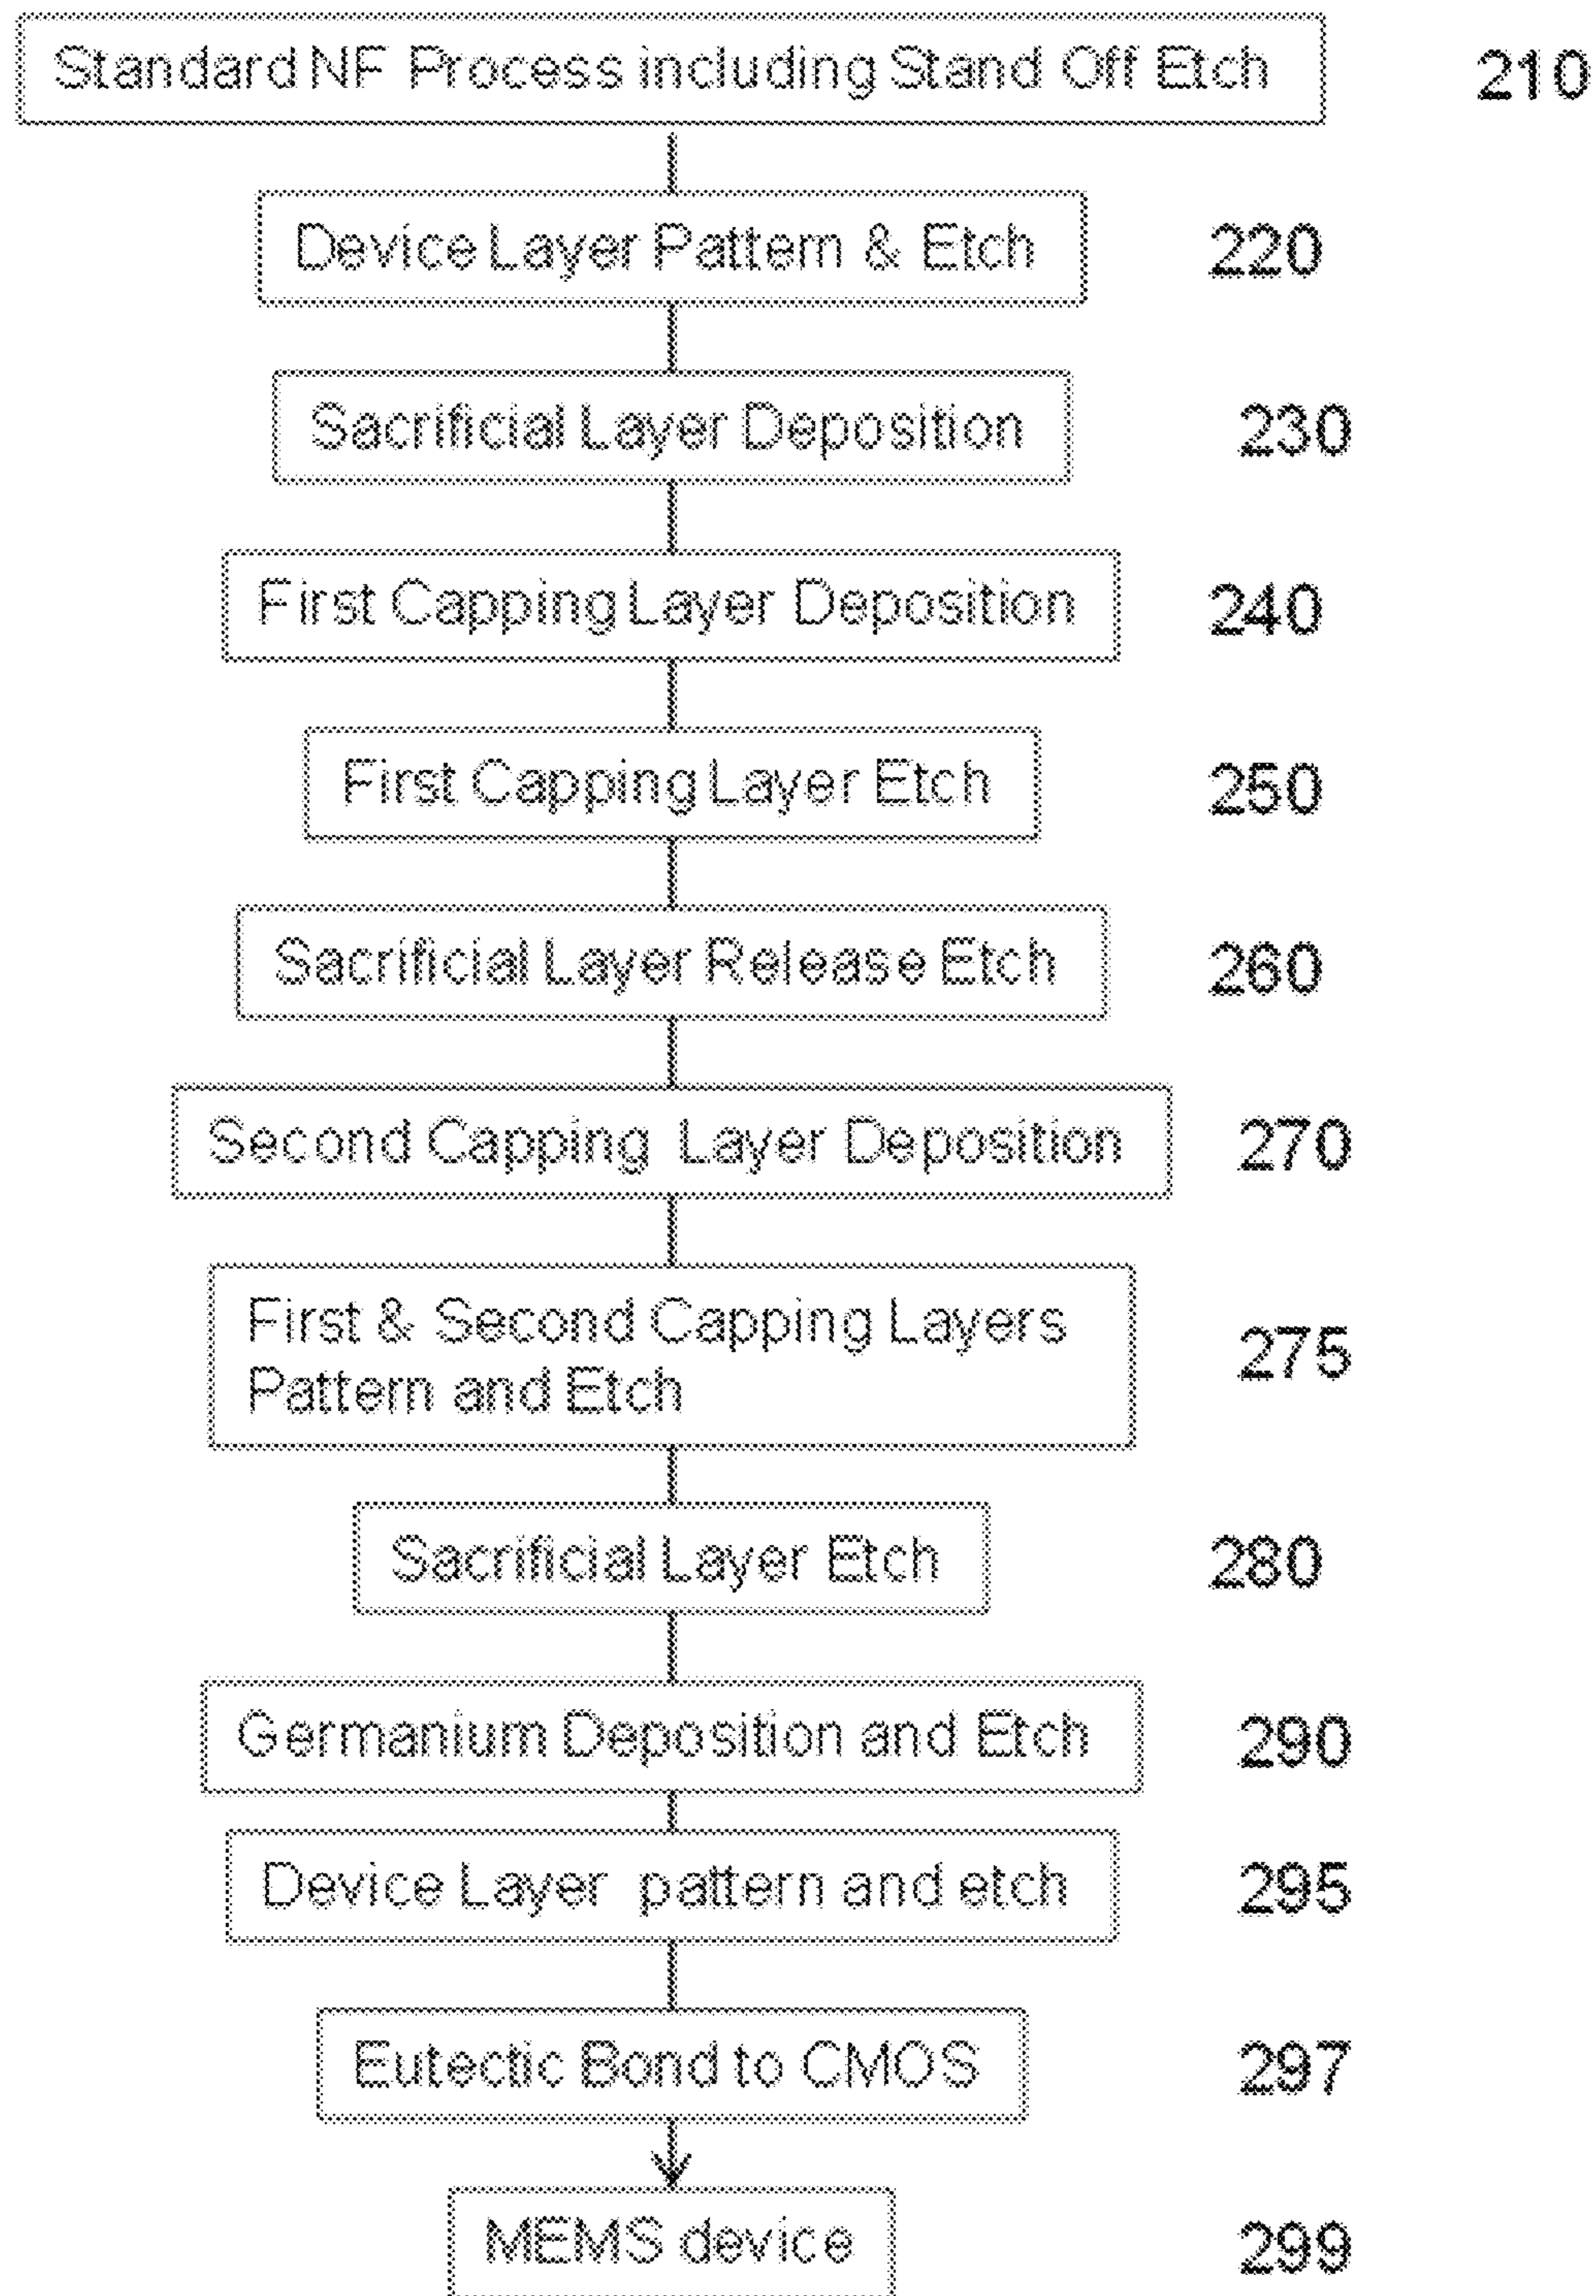 Standard NF Process including Stand Off Etch 210
Device Layer Pattern & Etch 220
Sacrificial Layer Deposition 230
First Capping Layer Deposition 240
First Capping Layer Etch 250
Sacrificial Layer Release Etch 260
Second Capping Layer Deposition 270
First & Second Capping Layers
Pattern and Etch
275
Sacrificial Layer Etch 280
Germanium Deposition and Etch 290
Device Layer pattern and etch 295
Eutectic Bond to CMOS 297
MEMS device 299